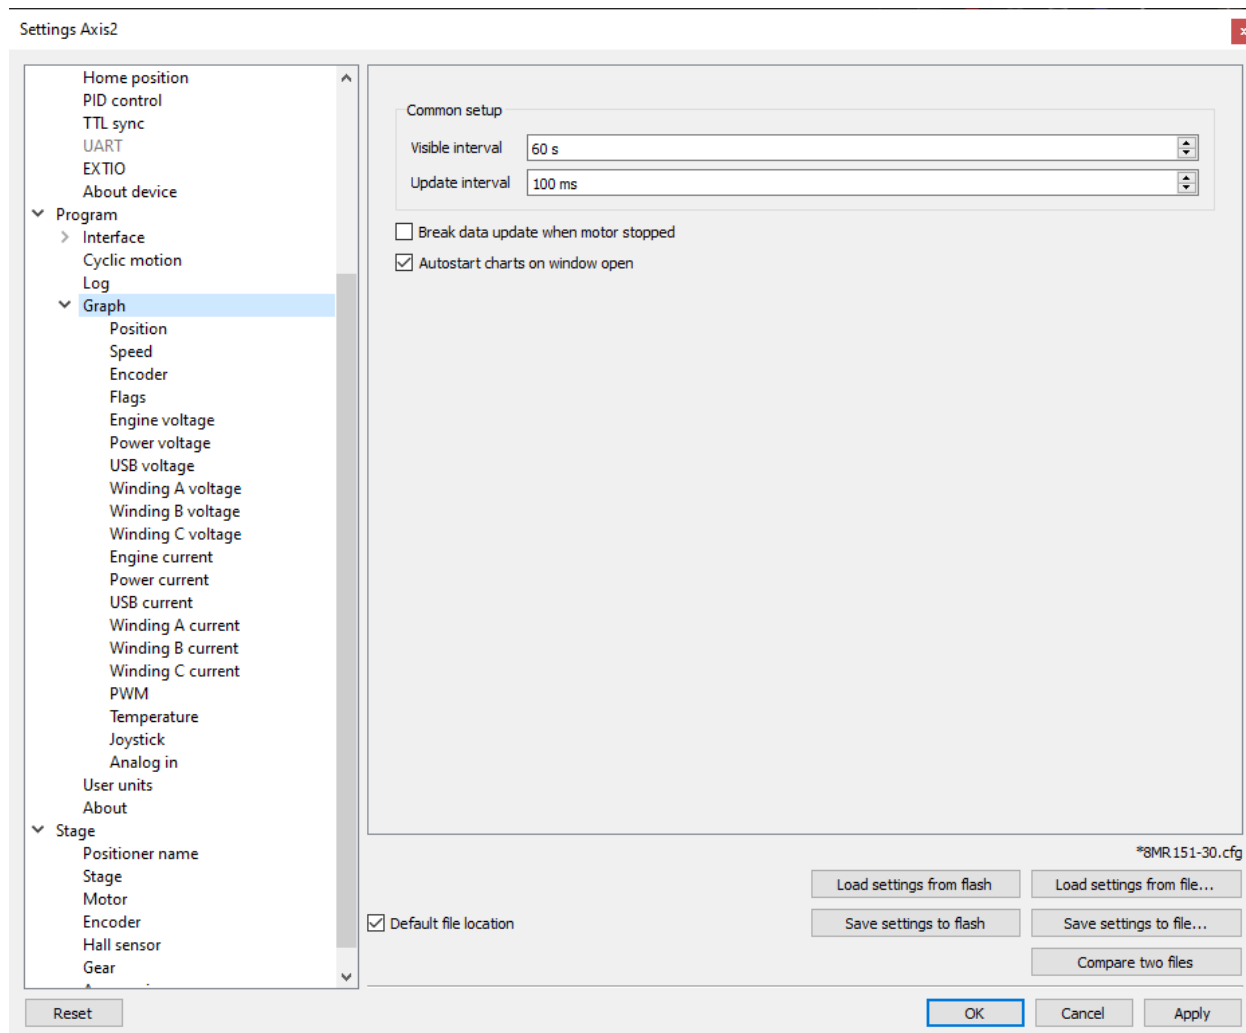 Settings Axis2
Home position
PID control
TTL sync
UART
EXTIO
About device
Program
Interface
Cyclic motion
Log
Graph
Position
Speed
Encoder
Flags
Engine voltage
Power voltage
USB voltage
Winding A voltage
Winding B voltage
Winding C voltage
Engine current
Power current
USB current
Winding A current
Winding B current
Winding C current
PWM
Temperature
Joystick
Analog in
User units
About
Stage
Positioner name
Stage
Motor
Encoder
Hall sensor
Gear
Common setup
Visible interval 60 s
Update interval 100 ms
Break data update when motor stopped
Autostart charts on window open
*8MR151-30.cfg
Load settings from flash Load settings from file...
Default file location Save settings to flash Save settings to file...
Compare two files
Reset OK Cancel Apply